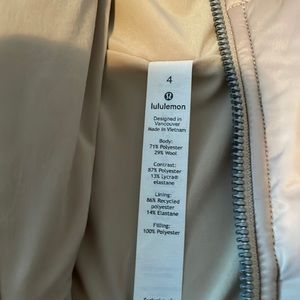 4
lululemon
Designed in
Vancouver
Made in Vietnam
Body:
71% Polyester
29% Wool
Contrast:
87% Polyester
13% Lycra®
elastane
Lining:
86% Recycled
polyester
14% Elastane
Filling:
100% Polyester